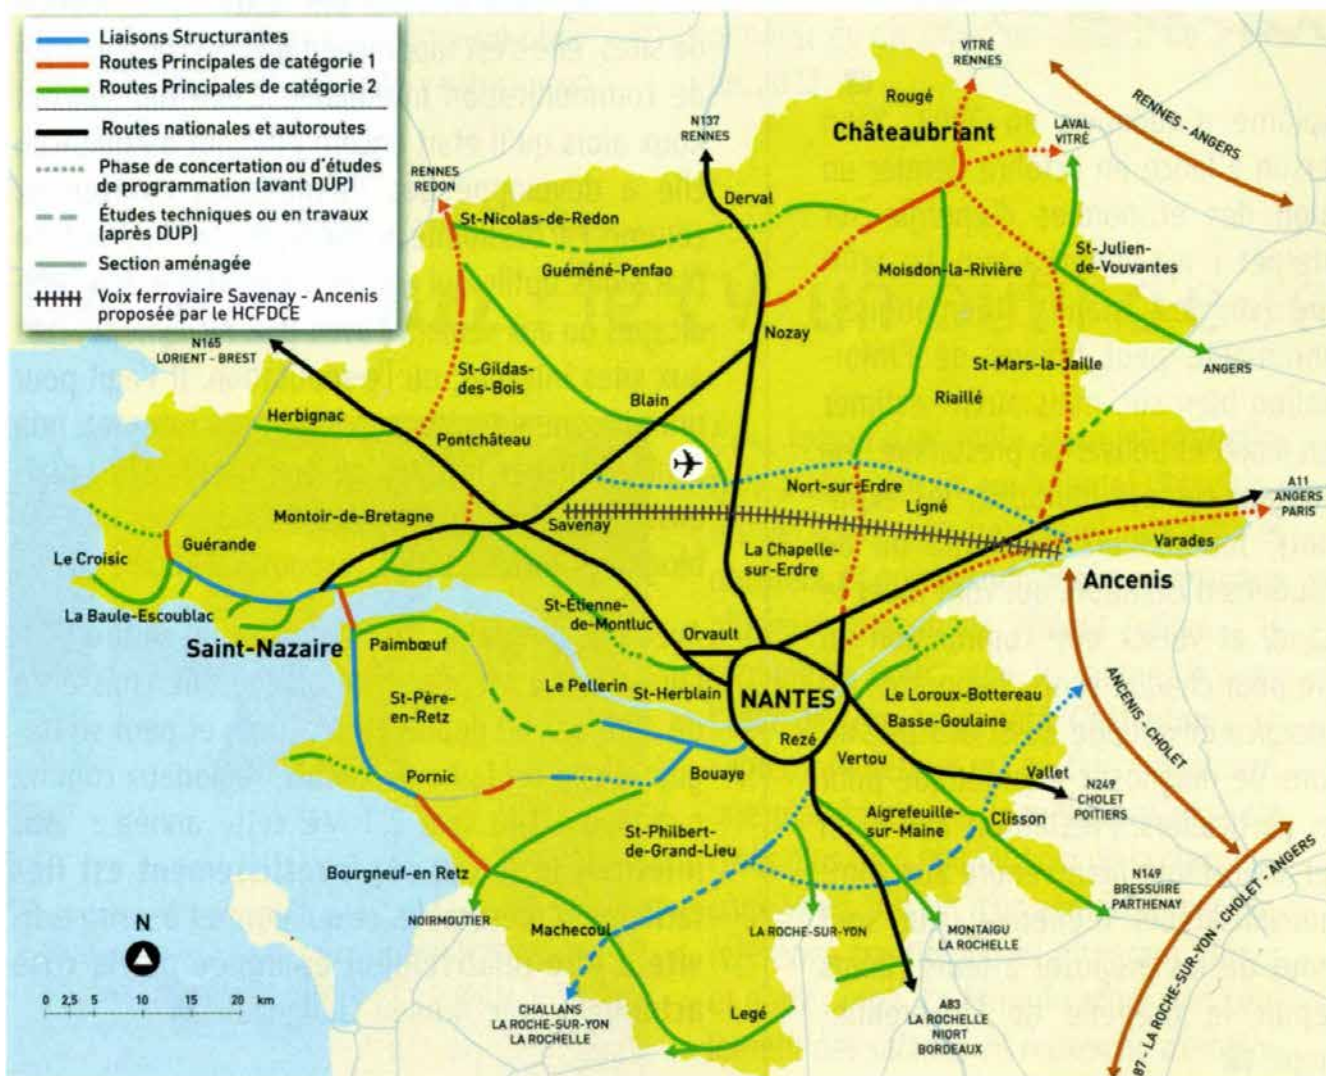 Liaisons Structurantes
Routes Principales de catégorie 1
Routes Principales de catégorie 2
Routes nationales et autoroutes
Phase de concertation ou d'études
de programmation (avant DUP)
Études techniques ou en travaux
(après DUP)
Section aménagée
Voix ferroviaire Savenay - Ancenis
proposée par le HCFDCE
VITRÉ
RENNES
Rougé
Châteaubriant
LAVAL
VITRÉ
RENNES - ANGERS
N137
RENNES
RENNES
REDON
Derval
St-Nicolas-de-Redon
Guéméné-Penfao
Moisdon-la-Rivière
St-Julien-
de-Vouvantes
Nozay
N165
LORIENT - BREST
St-Gildas-
des-Bois
St-Mars-la-Jaille
ANGERS
Riaillé
Blain
Herbignac
Pontchâteau
Nort-sur-Erdre
Ligné
A11
ANGERS
PARIS
Montoir-de-Bretagne
Savenay
Guérande
Varades
Le Croisic
La Chapelle-
sur-Erdre
Ancenis
La Baule-Escoublac
St-Etienne-
de-Montluc
Orvault
Saint-Nazaire
Paimbœuf
Le Pellerin
St-Herblain
NANTES
Le Loroux-Bottereau
Basse-Goulaine
St-Père-
en-Retz
Rezé
Vertou
ANCENIS - CHOLET
Pornic
Bouaye
Vallet
N249
CHOLET
POITIERS
Aigrefeuille-
sur-Maine
Clisson
St-Philbert-
de-Grand-Lieu
Bourgneuf-en Retz
N149
BRESSUIRE
PARTHENAY
NOIRMOUTIER
Machecoul
LA ROCHE-SUR-YON
MONTAIGU
LA ROCHELLE
N
0 2,5 5 10 15 20 km
CHALLANS
LA ROCHE-SUR-YON
LA ROCHELLE
Legé
A83
LA ROCHELLE
NIORT
BORDEAUX
87 - LA ROCHE-SUR-YON - CHOLET - ANGERS